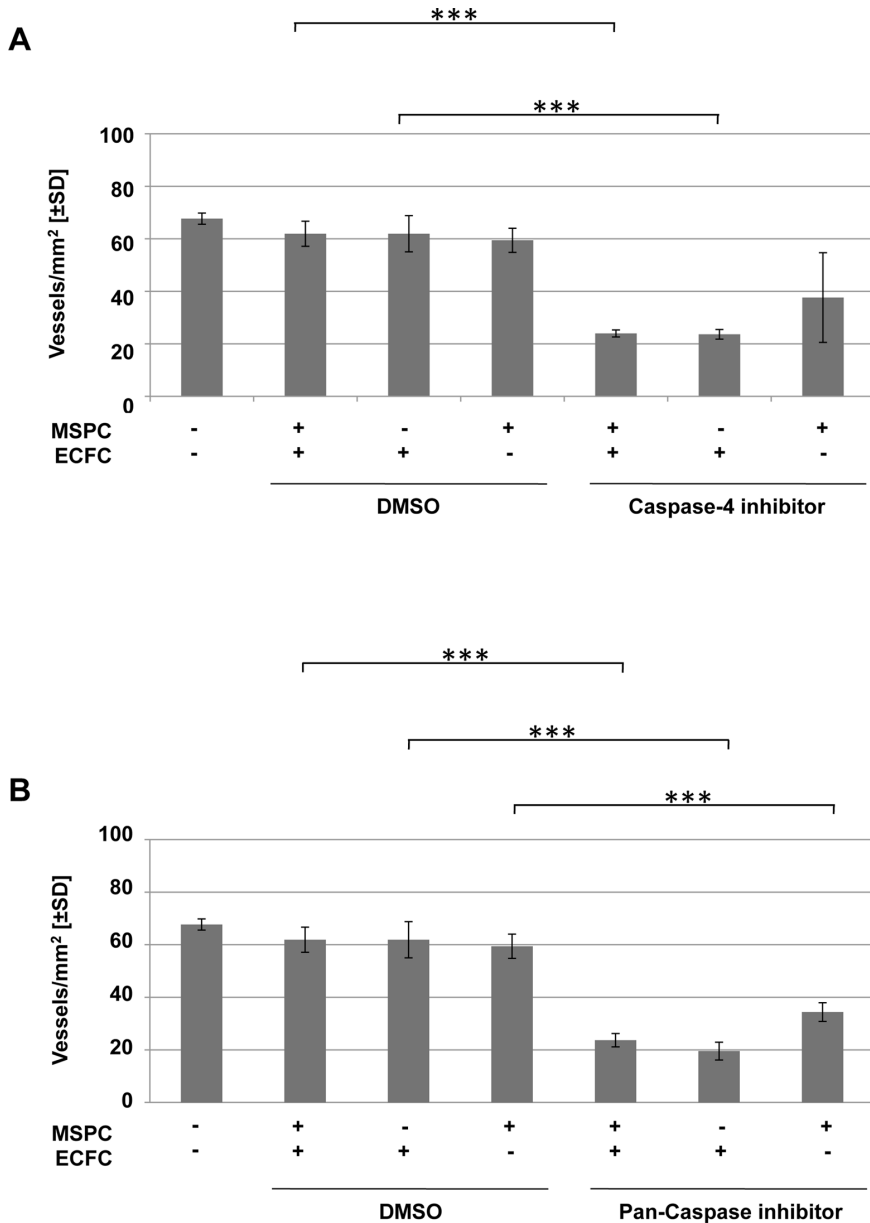 ***
A
***
100
80
60
40
20
0
Vessels/mm² [±SD]
MSPC - + - + + - +
ECFC - + + - + + -
DMSO Caspase-4 inhibitor
***
***
B
***
100
80
60
40
20
0
Vessels/mm² [±SD]
MSPC - + - + + - +
ECFC - + + - + + -
DMSO Pan-Caspase inhibitor